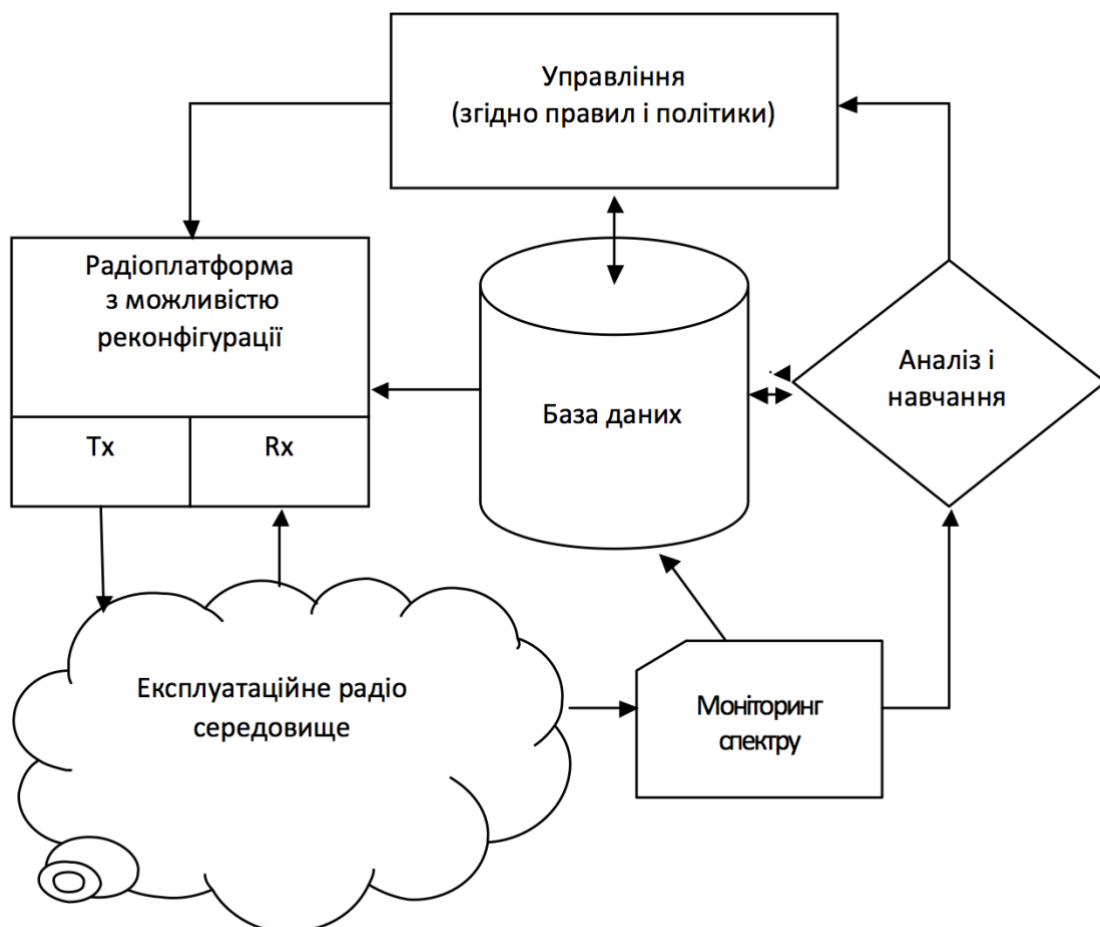 Управління
(згідно правил і політики)
Радіоплатформа
з можливістю
реконфігурації
Tx
Rx
База даних
Аналіз і
навчання
Експлуатаційне радіо
середовище
Моніторинг
спектру